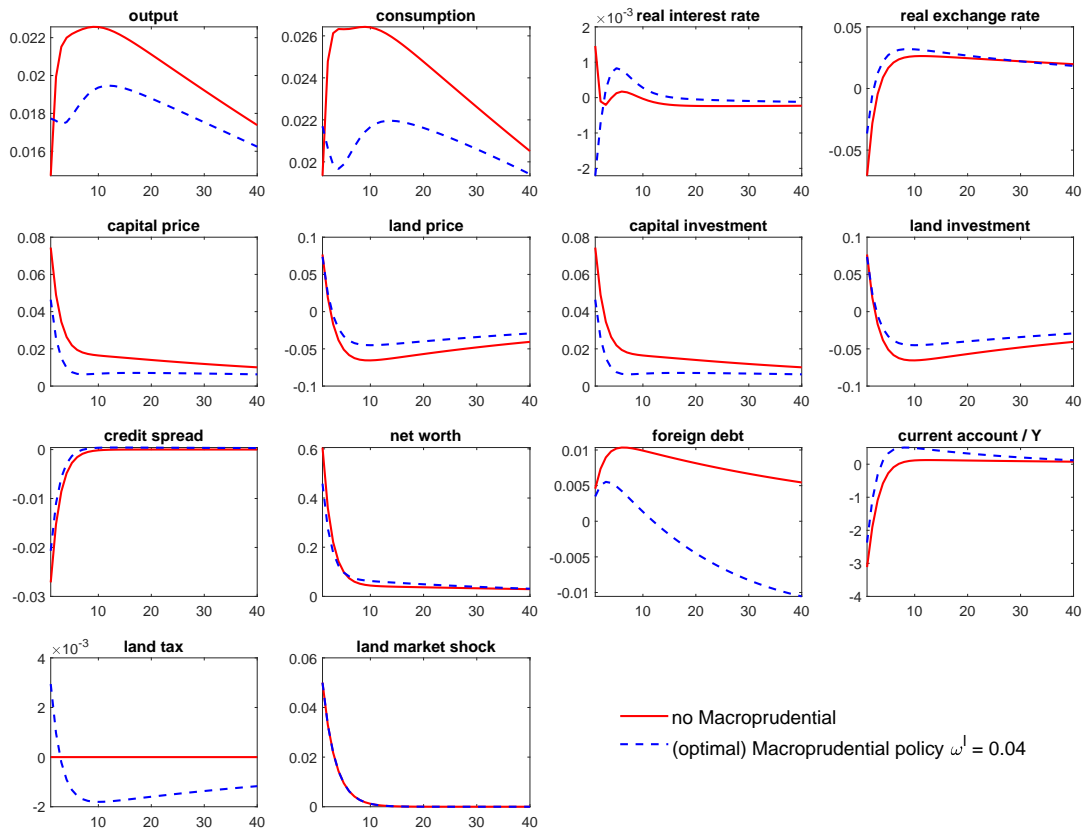 output
consumption
real interest rate
real exchange rate
0.022
0.02
0.018
0.016
10 20 30 40
0.026
0.024
0.022
0.02
10 20 30 40
×10⁻³
2
1
0
-1
-2
10 20 30 40
0.05
0
-0.05
10 20 30 40
capital price
land price
capital investment
land investment
0.08
0.06
0.04
0.02
0
10 20 30 40
0.1
0.05
0
-0.05
-0.1
10 20 30 40
0.08
0.06
0.04
0.02
0
10 20 30 40
0.1
0.05
0
-0.05
-0.1
10 20 30 40
credit spread
net worth
foreign debt
current account / Y
0
-0.01
-0.02
-0.03
10 20 30 40
0.6
0.4
0.2
0
10 20 30 40
0.01
0.005
0
-0.005
-0.01
10 20 30 40
0
-1
-2
-3
-4
10 20 30 40
land tax
land market shock
×10⁻³
4
2
0
-2
10 20 30 40
0.06
0.04
0.02
0
10 20 30 40
no Macroprudential
(optimal) Macroprudential policy ωˡ = 0.04